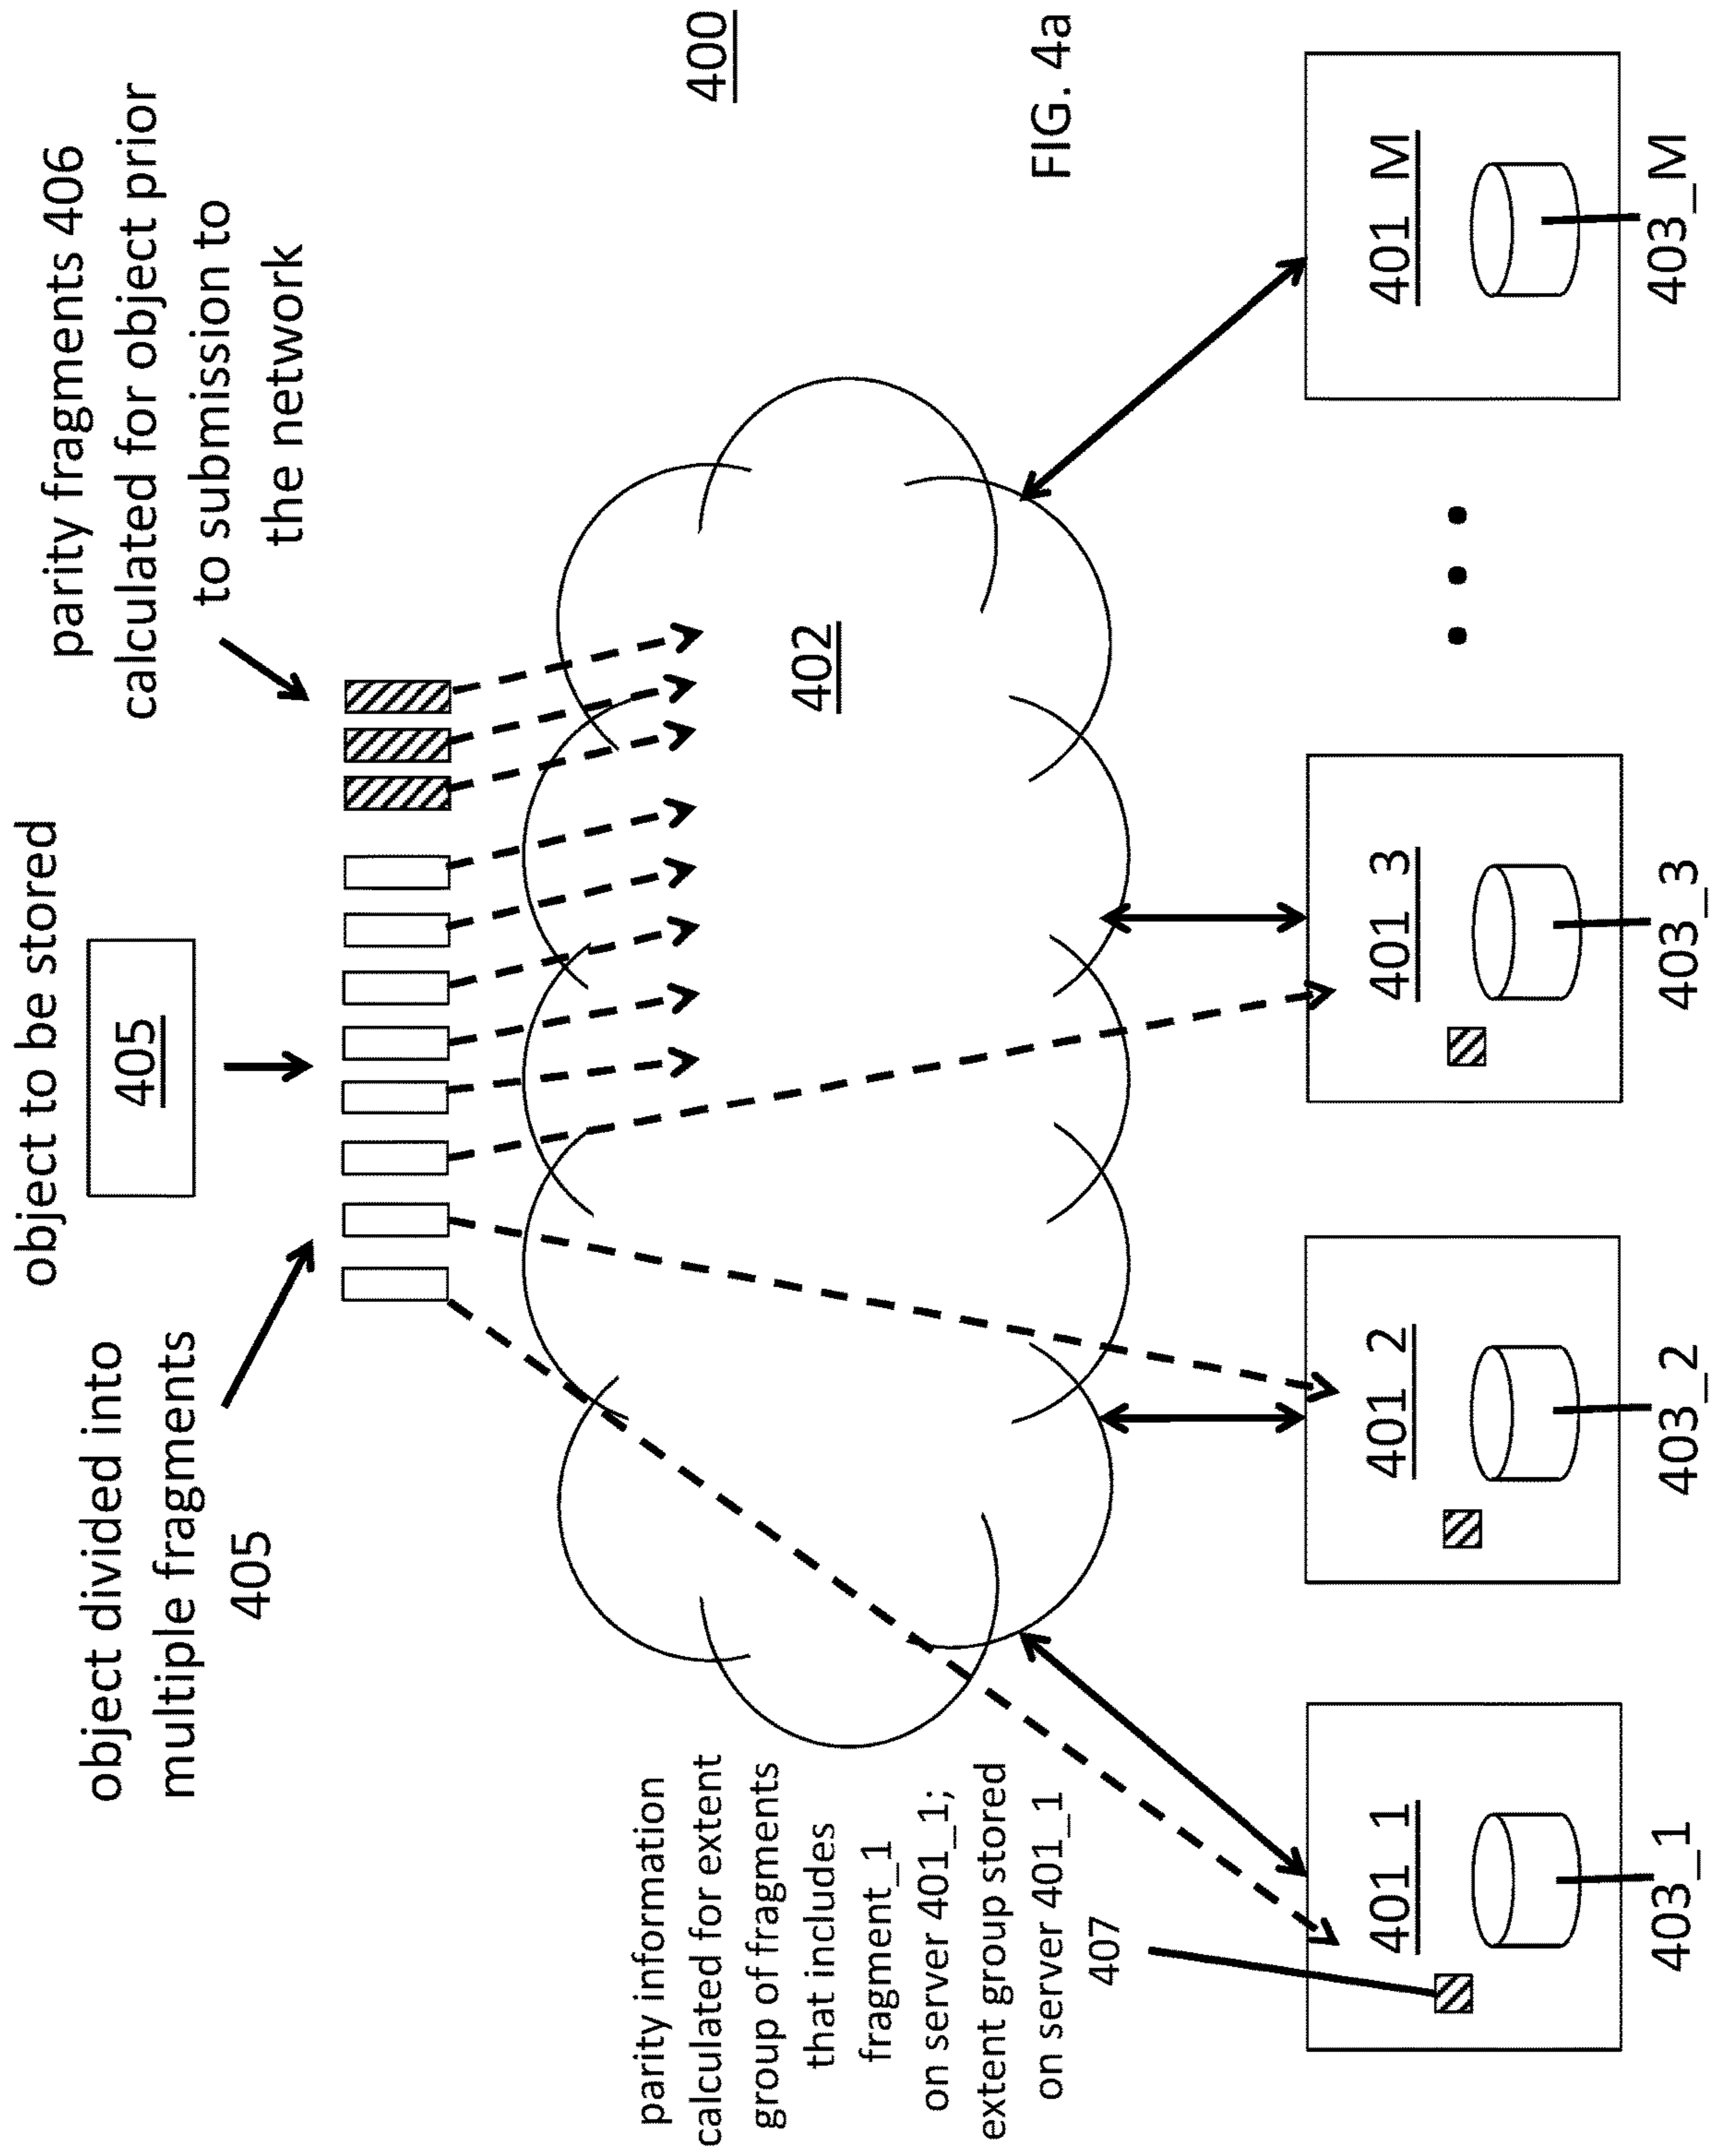 object to be stored
405
object divided into
multiple fragments
405
parity fragments 406
calculated for object prior
to submission to
the network
402
400
parity information
calculated for extent
group of fragments
that includes
fragment_1
on server 401_1;
extent group stored
on server 401_1
407
FIG. 4a
401_1
401_2
401_3
401_M
403_1
403_2
403_3
403_M